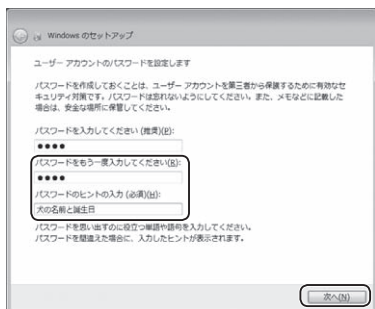 Windows のセットアップ
ユーザー アカウントのパスワードを設定します
パスワードを作成しておくことは、ユーザー アカウントを第三者から保護するために有効なセ
キュリティ対策です。パスワードは忘れないようにしてください。また、メモなどに記載した
場合は、安全な場所に保管してください。
パスワードを入力してください (推奨)(P):
●●●●
パスワードをもう一度入力してください(R):
●●●●
パスワードのヒントの入力 (必須)(H):
犬の名前と誕生日
パスワードを思い出すのに役立つ単語や語句を入力してください。
パスワードを間違えた場合に、入力したヒントが表示されます。
次へ(N)